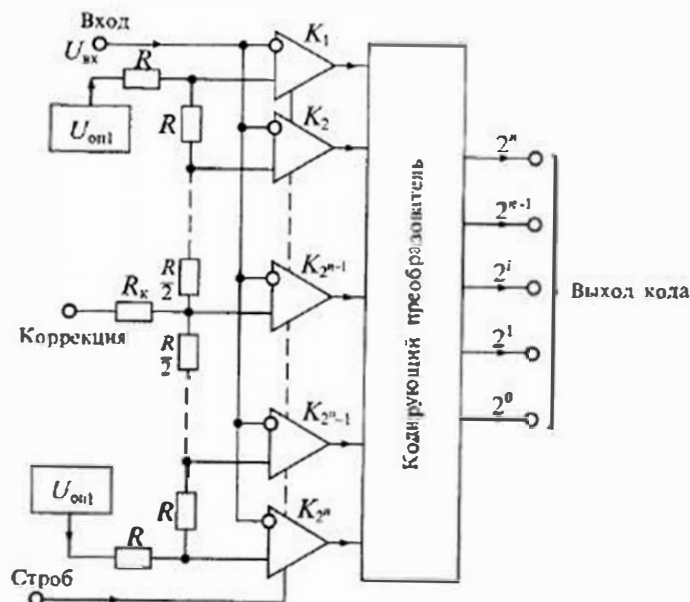 Вход
U_вх
R
K_1
U_оп1
R
K_2
2^n
2^{n-1}
R/2
R_к
K_{2^{n-1}}
2^i
Выход кода
Коррекция
R/2
2^1
Кодирующий преобразователь
K_{2^n-1}
2^0
U_оп1
R
R
K_{2^n}
Строб